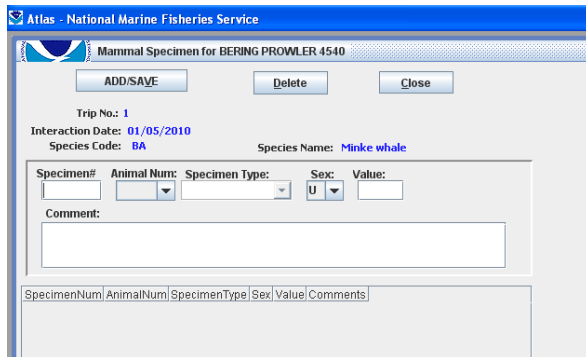 Atlas - National Marine Fisheries Service
Mammal Specimen for BERING PROWLER 4540
ADD/SAVE Delete Close
Trip No.: 1
Interaction Date: 01/05/2010
Species Code: BA Species Name: Minke whale
Specimen# Animal Num: Specimen Type: Sex: Value:
U
Comment:
SpecimenNum AnimalNum SpecimenType Sex Value Comments